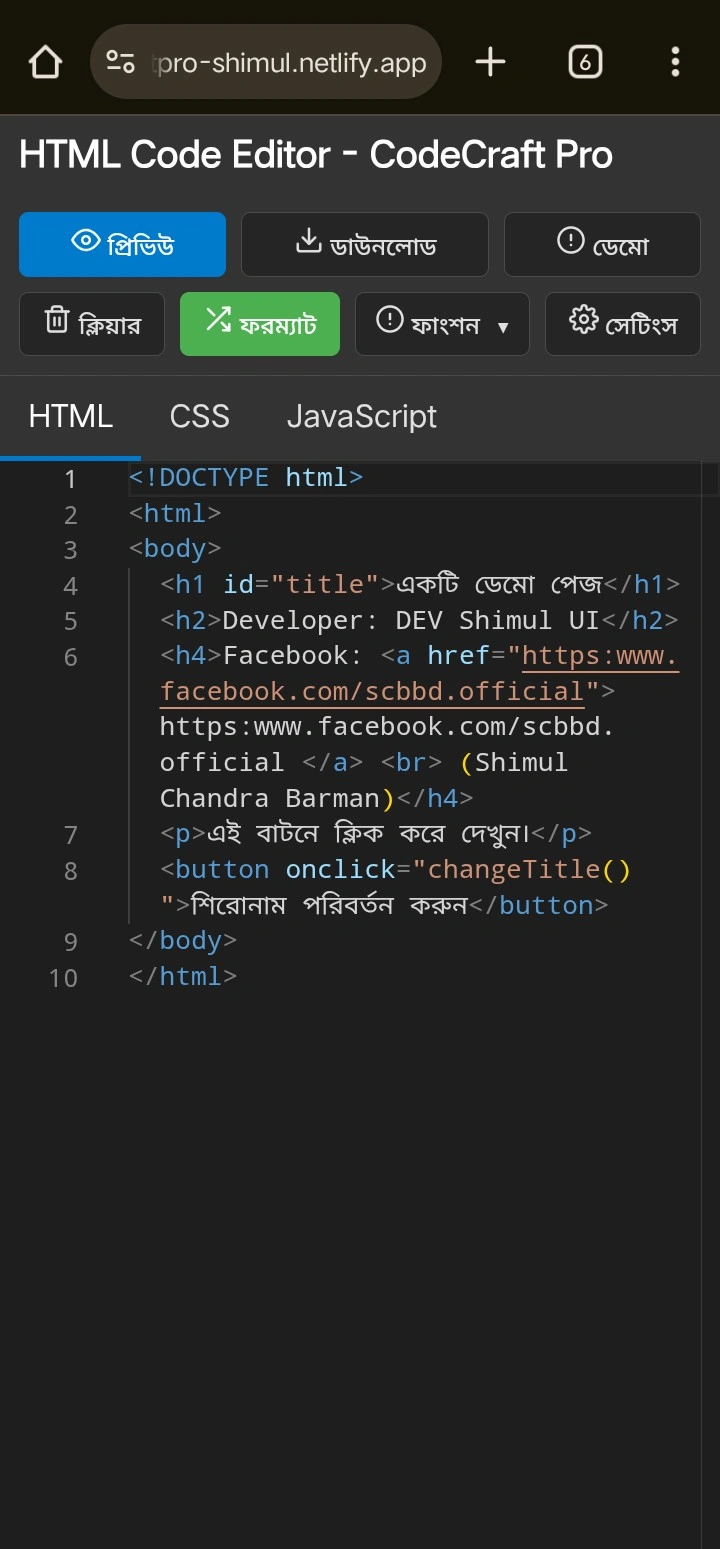 pro-shimul.netlify.app
6
HTML Code Editor - CodeCraft Pro
প্রিভিউ ডাউনলোড ডেমো
ক্লিয়ার ফরম্যাট ফাংশন ▼ সেটিংস
HTML CSS JavaScript
1 <!DOCTYPE html>
2 <html>
3 <body>
4 <h1 id="title">একটি ডেমো পেজ</h1>
5 <h2>Developer: DEV Shimul UI</h2>
6 <h4>Facebook: <a href="https:www.
facebook.com/scbbd.official">
https:www.facebook.com/scbbd.
official </a> <br> (Shimul
Chandra Barman)</h4>
7 <p>এই বাটনে ক্লিক করে দেখুন।</p>
8 <button onclick="changeTitle()
">শিরোনাম পরিবর্তন করুন</button>
9 </body>
10 </html>